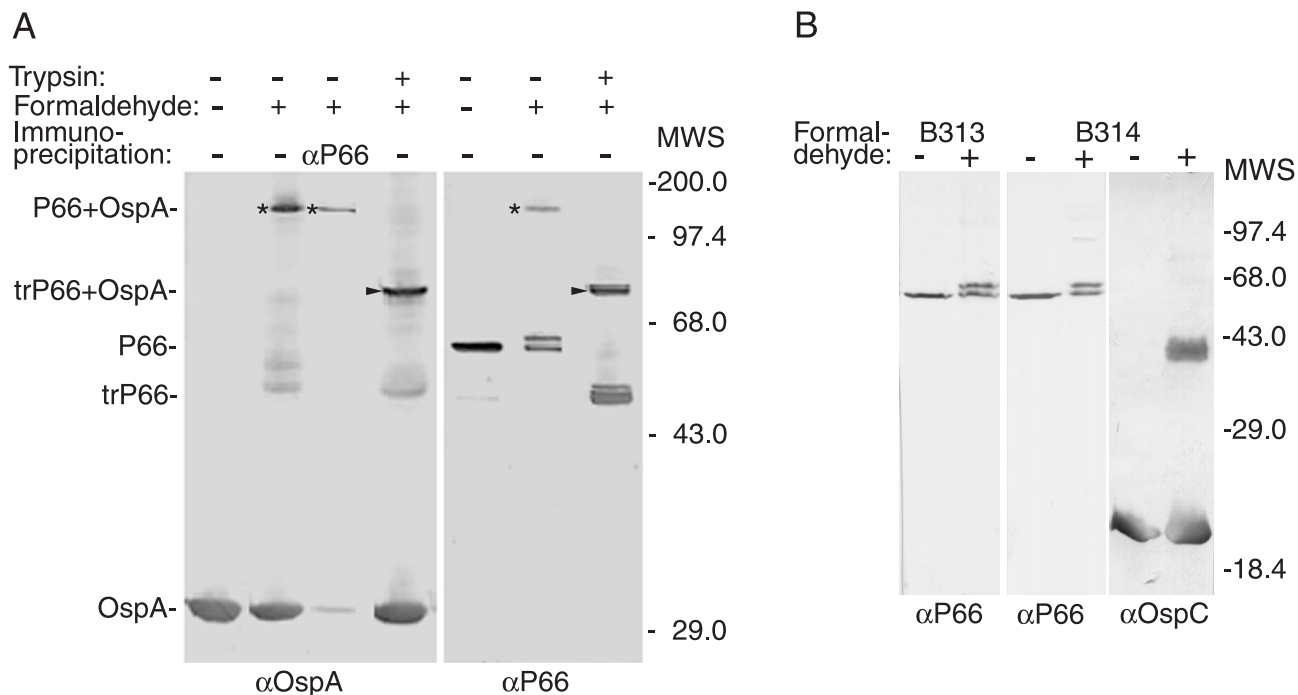 A
Trypsin: - - - + - - +
Formaldehyde: - + + + - + +
Immuno-
precipitation: - - αP66 - - - -
MWS
P66+OspA-
trP66+OspA-
P66-
trP66-
OspA-
* * *
-200.0
- 97.4
- 68.0
- 43.0
- 29.0
αOspA αP66
B
Formal-
dehyde:
B313 B314
- + - + - +
MWS
-97.4
-68.0
-43.0
-29.0
-18.4
αP66 αP66 αOspC